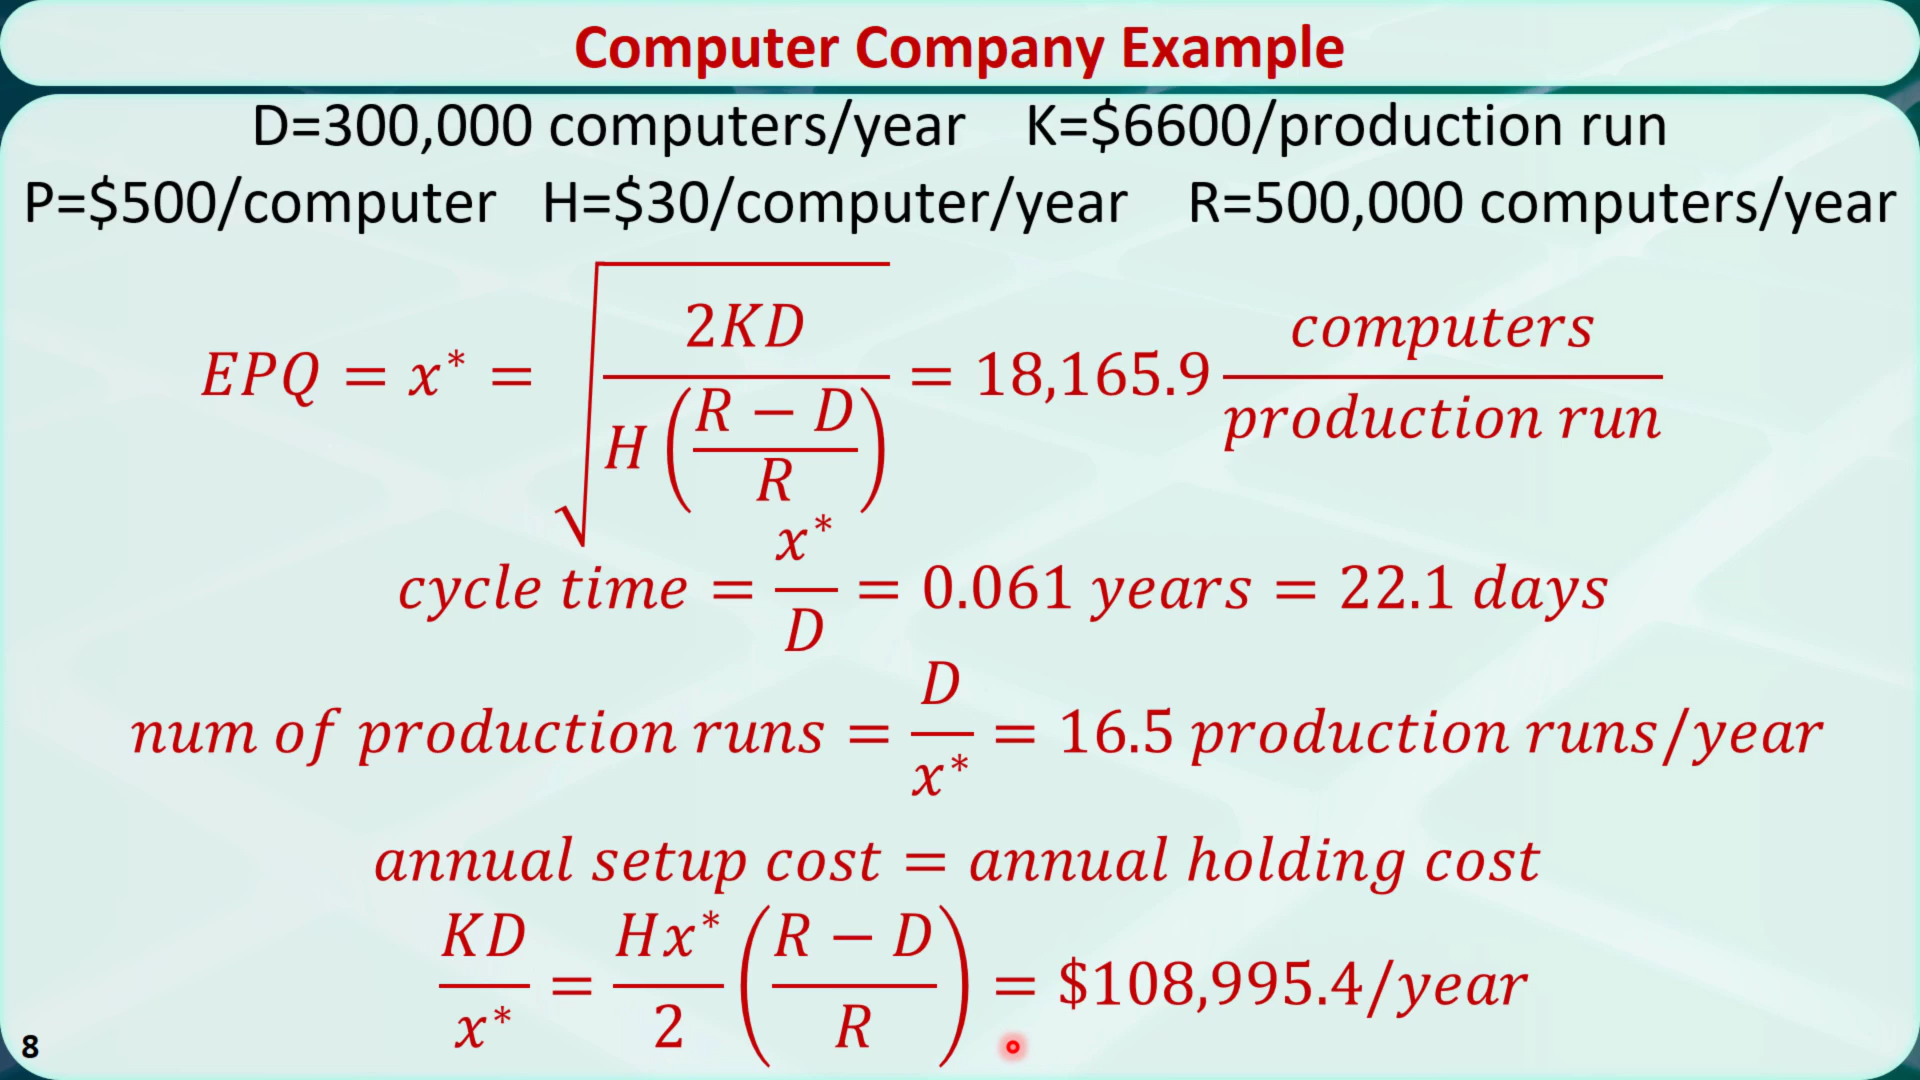 Computer Company Example
D=300,000 computers/year K=$6600/production run
P=$500/computer H=$30/computer/year R=500,000 computers/year
EPQ = x* = √(2KD / (H((R − D)/R))) = 18,165.9 computers/production run
cycle time = x*/D = 0.061 years = 22.1 days
num of production runs = D/x* = 16.5 production runs/year
annual setup cost = annual holding cost
KD/x* = Hx*/2 ((R − D)/R) = $108,995.4/year
8